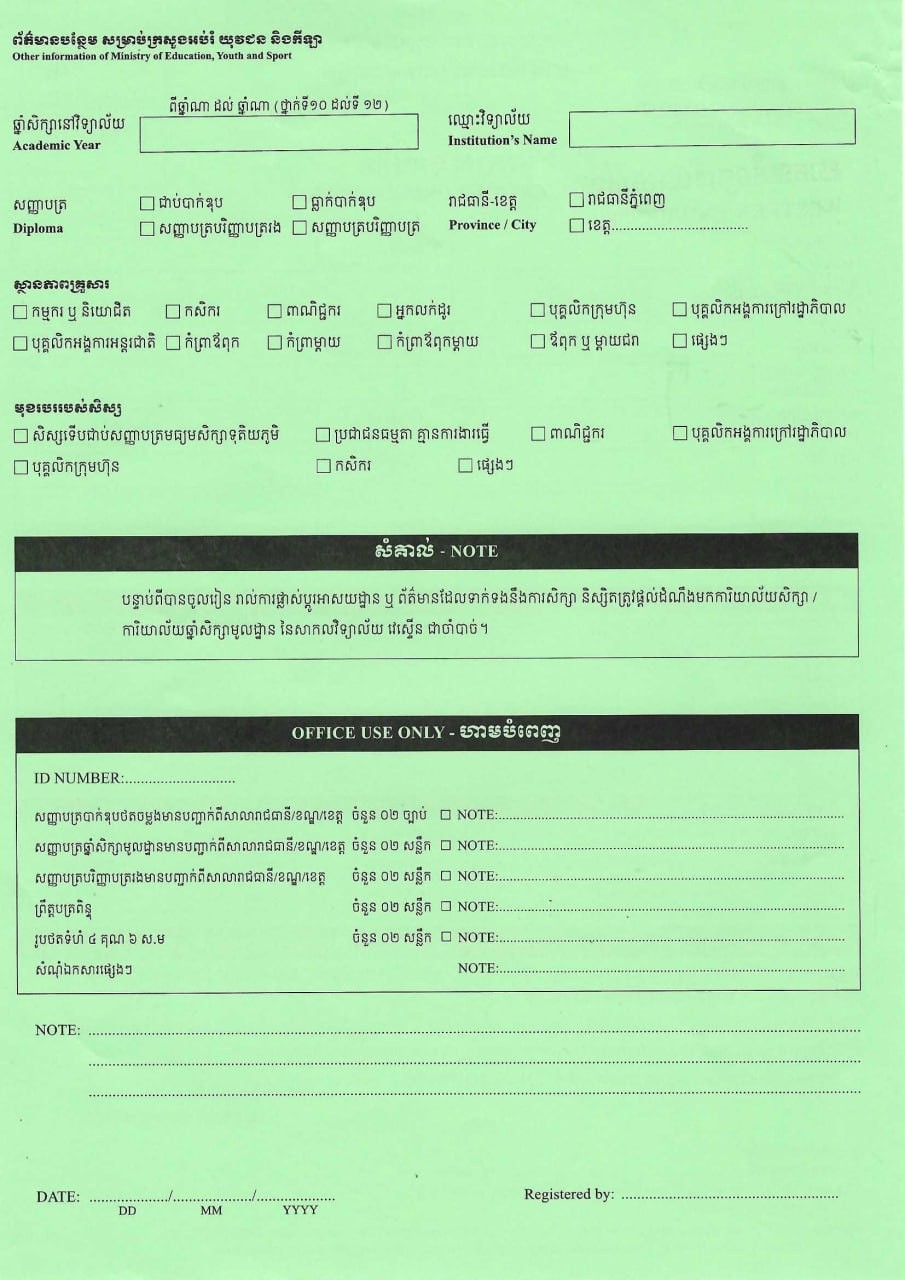 ព័ត៌មានបន្ថែម សម្រាប់ក្រសួងអប់រំ យុវជន និងកីឡា
Other information of Ministry of Education, Youth and Sport
ពីឆ្នាំណា ដល់ ឆ្នាំណា (ថ្នាក់ទី១០ ដល់ទី ១២)
ឆ្នាំសិក្សានៅវិទ្យាល័យ ឈ្មោះវិទ្យាល័យ
Academic Year Institution's Name
សញ្ញាបត្រ ☐ ជាប់បាក់ឌុប ☐ ធ្លាក់បាក់ឌុប រាជធានី-ខេត្ត ☐ រាជធានីភ្នំពេញ
Diploma ☐ សញ្ញាបត្របរិញ្ញាបត្ររង ☐ សញ្ញាបត្របរិញ្ញាបត្រ Province / City ☐ ខេត្ត....................................
ស្ថានភាពគ្រួសារ
☐ កម្មករ ឬ និយោជិត ☐ កសិករ ☐ ពាណិជ្ជករ ☐ អ្នកលក់ដូរ ☐ បុគ្គលិកក្រុមហ៊ុន ☐ បុគ្គលិកអង្គការក្រៅរដ្ឋាភិបាល
☐ បុគ្គលិកអង្គការអន្តរជាតិ ☐ កំព្រាឪពុក ☐ កំព្រាម្តាយ ☐ កំព្រាឪពុកម្តាយ ☐ ឪពុក ឬ ម្តាយជរា ☐ ផ្សេងៗ
មុខរបររបស់សិស្ស
☐ សិស្សទើបជាប់សញ្ញាបត្រមធ្យមសិក្សាទុតិយភូមិ ☐ ប្រជាជនធម្មតា គ្មានការងារធ្វើ ☐ ពាណិជ្ជករ ☐ បុគ្គលិកអង្គការក្រៅរដ្ឋាភិបាល
☐ បុគ្គលិកក្រុមហ៊ុន ☐ កសិករ ☐ ផ្សេងៗ
សំគាល់ - NOTE
បន្ទាប់ពីបានចូលរៀន រាល់ការផ្លាស់ប្តូរអាសយដ្ឋាន ឬ ព័ត៌មានដែលទាក់ទងនឹងការសិក្សា និស្សិតត្រូវផ្តល់ដំណឹងមកការិយាល័យសិក្សា /
ការិយាល័យឆ្នាំសិក្សាមូលដ្ឋាន នៃសាកលវិទ្យាល័យ វេស្ទើន ជាចាំបាច់។
OFFICE USE ONLY - ហាមបំពេញ
ID NUMBER:............................
សញ្ញាបត្របាក់ឌុបថតចម្លងមានបញ្ជាក់ពីសាលារាជធានី/ខណ្ឌ/ខេត្ត ចំនួន ០២ ច្បាប់ ☐ NOTE:....................................
សញ្ញាបត្រឆ្នាំសិក្សាមូលដ្ឋានមានបញ្ជាក់ពីសាលារាជធានី/ខណ្ឌ/ខេត្ត ចំនួន ០២ សន្លឹក ☐ NOTE:....................................
សញ្ញាបត្របរិញ្ញាបត្ររងមានបញ្ជាក់ពីសាលារាជធានី/ខណ្ឌ/ខេត្ត ចំនួន ០២ សន្លឹក ☐ NOTE:....................................
ព្រឹត្តបត្រពិន្ទុ ចំនួន ០២ សន្លឹក ☐ NOTE:....................................
រូបថតទំហំ ៤ គុណ ៦ ស.ម ចំនួន ០២ សន្លឹក ☐ NOTE:....................................
សំណុំឯកសារផ្សេងៗ NOTE:....................................
NOTE: ....................................
DATE: ..................../..................../.................... Registered by: ....................................
DD MM YYYY